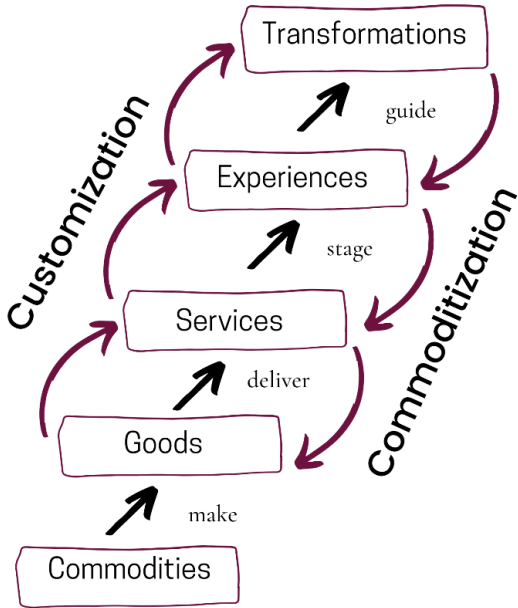 Transformations
guide
Customization
Experiences
stage
Commoditization
Services
deliver
Goods
make
Commodities